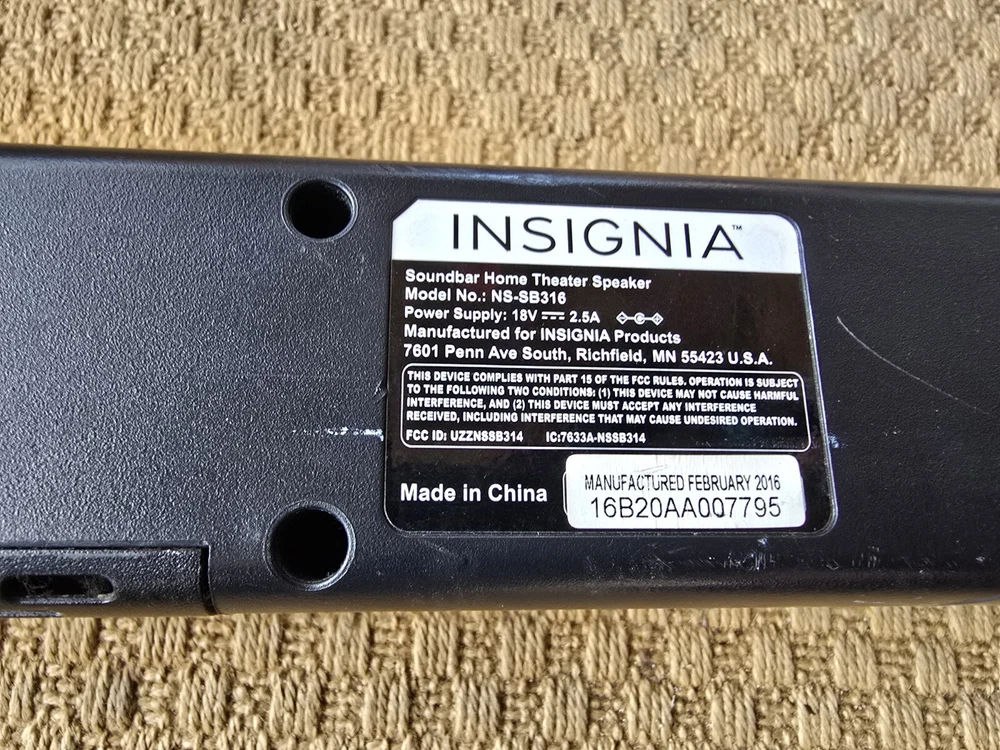 INSIGNIA™
Soundbar Home Theater Speaker
Model No.: NS-SB316
Power Supply: 18V 2.5A
Manufactured for INSIGNIA Products
7601 Penn Ave South, Richfield, MN 55423 U.S.A.
THIS DEVICE COMPLIES WITH PART 15 OF THE FCC RULES. OPERATION IS SUBJECT
TO THE FOLLOWING TWO CONDITIONS: (1) THIS DEVICE MAY NOT CAUSE HARMFUL
INTERFERENCE, AND (2) THIS DEVICE MUST ACCEPT ANY INTERFERENCE
RECEIVED, INCLUDING INTERFERENCE THAT MAY CAUSE UNDESIRED OPERATION.
FCC ID: UZZNSSB314 IC:7633A-NSSB314
Made in China
MANUFACTURED FEBRUARY 2016
16B20AA007795